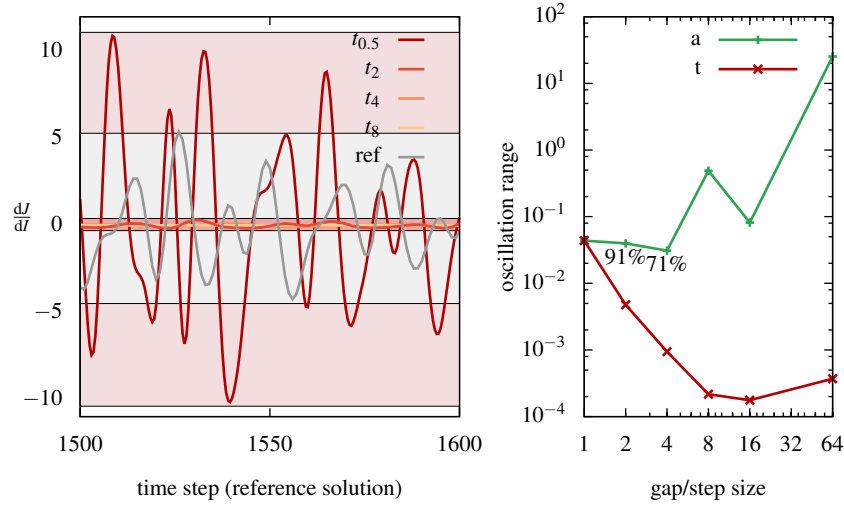 10
5
0
−5
−10
dJ
dI
t0.5
t2
t4
t8
ref
1500
1550
1600
time step (reference solution)
10^2
10^1
10^0
10^−1
10^−2
10^−3
10^−4
oscillation range
a
t
91%
71%
1
2
4
8
16
32
64
gap/step size